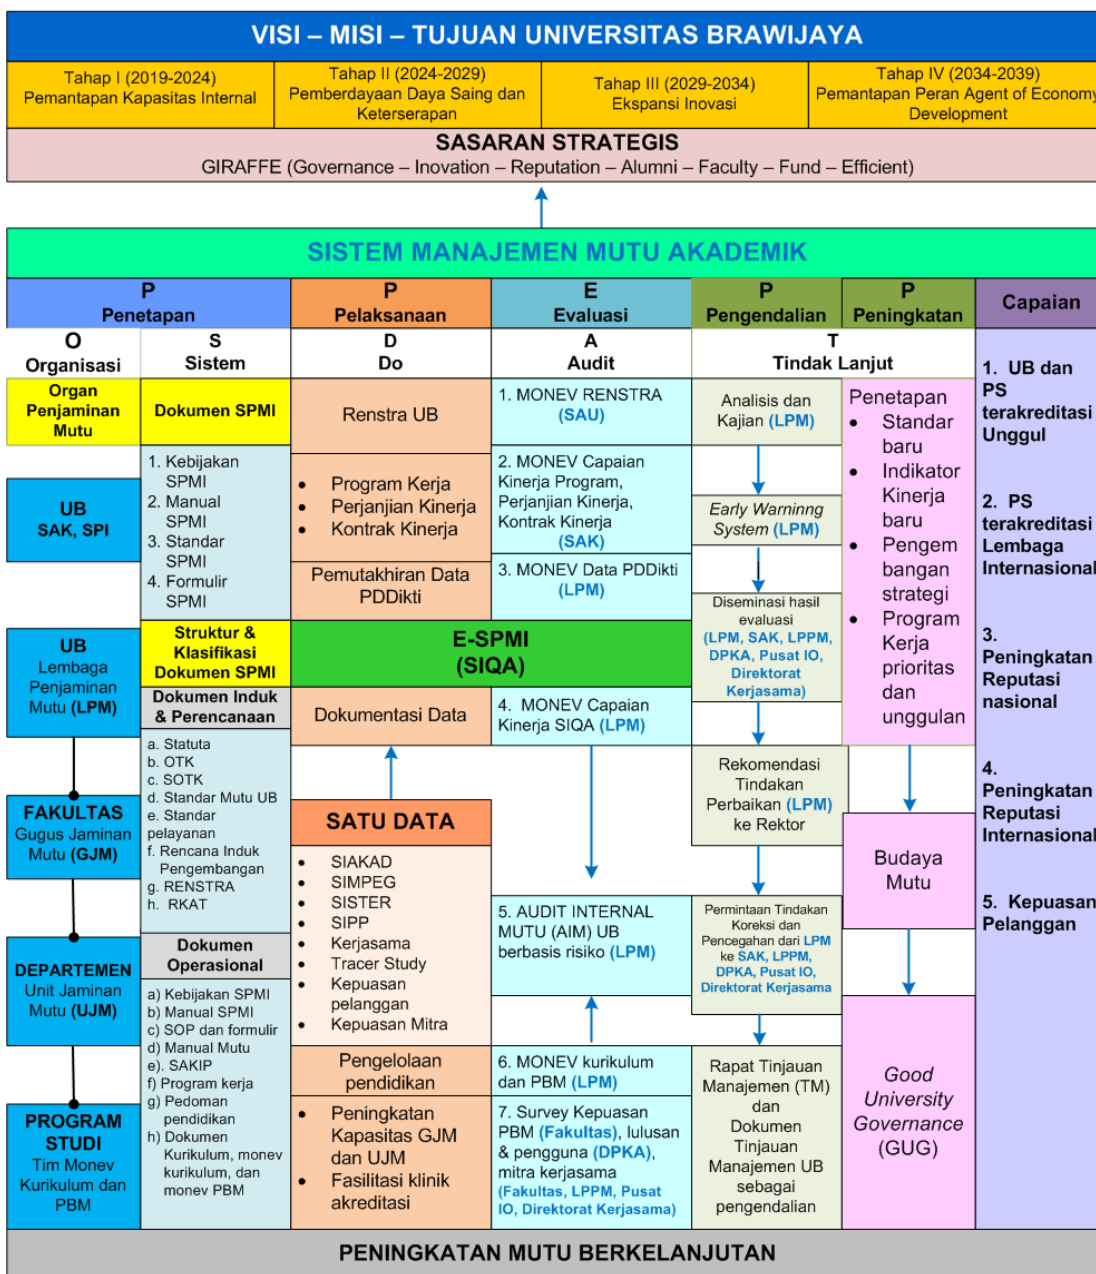 VISI – MISI – TUJUAN UNIVERSITAS BRAWIJAYA
Tahap I (2019-2024)
Pemantapan Kapasitas Internal
Tahap II (2024-2029)
Pemberdayaan Daya Saing dan
Keterserapan
Tahap III (2029-2034)
Ekspansi Inovasi
Tahap IV (2034-2039)
Pemantapan Peran Agent of Economy
Development
SASARAN STRATEGIS
GIRAFFE (Governance – Inovation – Reputation – Alumni – Faculty – Fund – Efficient)
SISTEM MANAJEMEN MUTU AKADEMIK
P
Penetapan
P
Pelaksanaan
E
Evaluasi
P
Pengendalian
P
Peningkatan
Capaian
O
Organisasi
S
Sistem
D
Do
A
Audit
T
Tindak Lanjut
Organ
Penjaminan
Mutu
UB
SAK, SPI
UB
Lembaga
Penjaminan
Mutu (LPM)
FAKULTAS
Gugus Jaminan
Mutu (GJM)
DEPARTEMEN
Unit Jaminan
Mutu (UJM)
PROGRAM
STUDI
Tim Monev
Kurikulum dan
PBM
Dokumen SPMI
1. Kebijakan
SPMI
2. Manual
SPMI
3. Standar
SPMI
4. Formulir
SPMI
Struktur &
Klasifikasi
Dokumen SPMI
Dokumen Induk
& Perencanaan
a. Statuta
b. OTK
c. SOTK
d. Standar Mutu UB
e. Standar
pelayanan
f. Rencana Induk
Pengembangan
g. RENSTRA
h. RKAT
Dokumen
Operasional
a) Kebijakan SPMI
b) Manual SPMI
c) SOP dan formulir
d) Manual Mutu
e). SAKIP
f) Program kerja
g) Pedoman
pendidikan
h) Dokumen
Kurikulum, monev
kurikulum, dan
monev PBM
Renstra UB
• Program Kerja
• Perjanjian Kinerja
• Kontrak Kinerja
Pemutakhiran Data
PDDikti
E-SPMI
(SIQA)
Dokumentasi Data
SATU DATA
• SIAKAD
• SIMPEG
• SISTER
• SIPP
• Kerjasama
• Tracer Study
• Kepuasan
pelanggan
• Kepuasan Mitra
Pengelolaan
pendidikan
• Peningkatan
Kapasitas GJM
dan UJM
• Fasilitasi klinik
akreditasi
1. MONEV RENSTRA
(SAU)
2. MONEV Capaian
Kinerja Program,
Perjanjian Kinerja,
Kontrak Kinerja
(SAK)
3. MONEV Data PDDikti
(LPM)
4. MONEV Capaian
Kinerja SIQA (LPM)
5. AUDIT INTERNAL
MUTU (AIM) UB
berbasis risiko (LPM)
6. MONEV kurikulum
dan PBM (LPM)
7. Survey Kepuasan
PBM (Fakultas), lulusan
& pengguna (DPKA),
mitra kerjasama
(Fakultas, LPPM, Pusat
IO, Direktorat Kerjasama)
Analisis dan
Kajian (LPM)
Early Warninng
System (LPM)
Diseminasi hasil
evaluasi
(LPM, SAK, LPPM,
DPKA, Pusat IO,
Direktorat
Kerjasama)
Rekomendasi
Tindakan
Perbaikan (LPM)
ke Rektor
Permintaan Tindakan
Koreksi dan
Pencegahan dari LPM
ke SAK, LPPM,
DPKA, Pusat IO,
Direktorat Kerjasama
Rapat Tinjauan
Manajemen (TM)
dan
Dokumen
Tinjauan
Manajemen UB
sebagai
pengendalian
Penetapan
• Standar
baru
• Indikator
Kinerja
baru
• Pengem
bangan
strategi
• Program
Kerja
prioritas
dan
unggulan
Budaya
Mutu
Good
University
Governance
(GUG)
1. UB dan
PS
terakreditasi
Unggul
2. PS
terakreditasi
Lembaga
Internasional
3.
Peningkatan
Reputasi
nasional
4.
Peningkatan
Reputasi
Internasional
5. Kepuasan
Pelanggan
PENINGKATAN MUTU BERKELANJUTAN